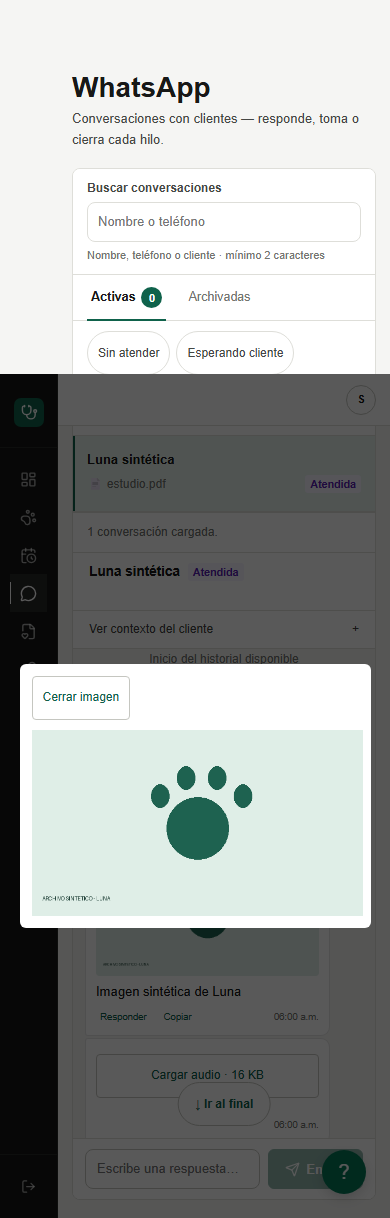 WhatsApp
Conversaciones con clientes — responde, toma o
cierra cada hilo.
Buscar conversaciones
Nombre o teléfono
Nombre, teléfono o cliente · mínimo 2 caracteres
Activas 0 Archivadas
Sin atender Esperando cliente
S
Luna sintética
estudio.pdf Atendida
1 conversación cargada.
Luna sintética Atendida
Ver contexto del cliente +
Inicio del historial disponible
Cerrar imagen
ARCHIVO SINTETICO · LUNA
Imagen sintética de Luna
Responder Copiar 06:00 a.m.
Cargar audio · 16 KB
↓ Ir al final
06:00 a.m.
Escribe una respuesta... En
?